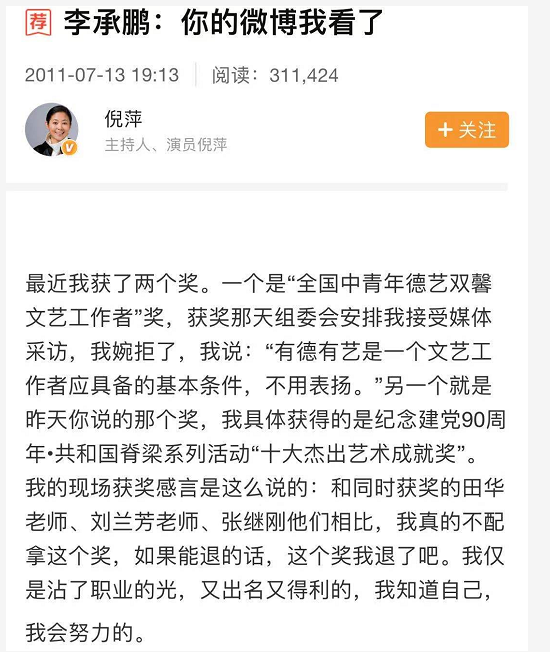 荐 李承鹏：你的微博我看了
2011-07-13 19:13 阅读：311,424
倪萍
主持人、演员倪萍
+ 关注
最近我获了两个奖。一个是“全国中青年德艺双馨
文艺工作者”奖，获奖那天组委会安排我接受媒体
采访，我婉拒了，我说：“有德有艺是一个文艺工
作者应具备的基本条件，不用表扬。”另一个就是
昨天你说的那个奖，我具体获得的是纪念建党90周
年•共和国脊梁系列活动“十大杰出艺术成就奖”。
我的现场获奖感言是这么说的：和同时获奖的田华
老师、刘兰芳老师、张继刚他们相比，我真的不配
拿这个奖，如果能退的话，这个奖我退了吧。我仅
是沾了职业的光，又出名又得利的，我知道自己，
我会努力的。